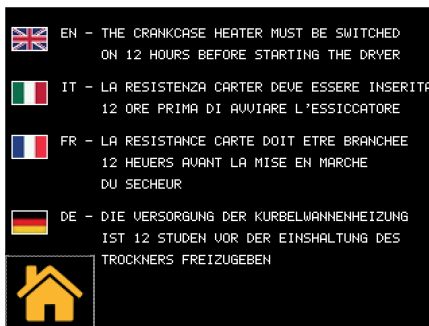 EN - THE CRANKCASE HEATER MUST BE SWITCHED
ON 12 HOURS BEFORE STARTING THE DRYER
IT - LA RESISTENZA CARTER DEVE ESSERE INSERITA
12 ORE PRIMA DI AVVIARE L'ESSICCATORE
FR - LA RESISTANCE CARTE DOIT ETRE BRANCHEE
12 HEUERS AVANT LA MISE EN MARCHE
DU SECHEUR
DE - DIE VERSORGUNG DER KURBELWANNENHEIZUNG
IST 12 STUDEN VOR DER EINSHALTUNG DES
TROCKNERS FREIZUGEBEN